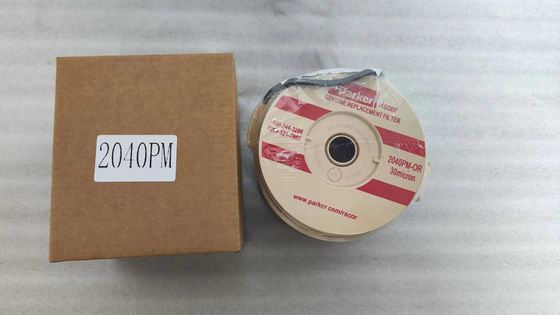 2040PM
Parker Racor
GENUINE REPLACEMENT FILTER
2040PM-OR
30micron
www.parker.com/racor